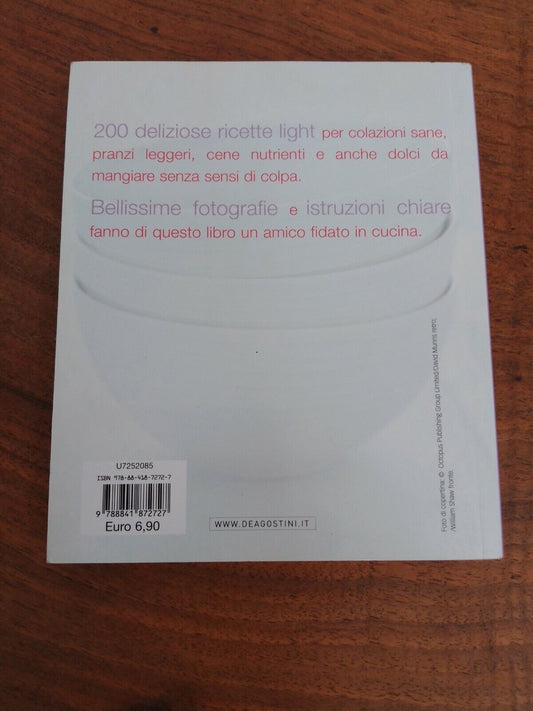 200 deliziose ricette light per colazioni sane,
pranzi leggeri, cene nutrienti e anche dolci da
mangiare senza sensi di colpa.
Bellissime fotografie e istruzioni chiare
fanno di questo libro un amico fidato in cucina.
U7252085
ISBN 978-88-418-7272-7
9 788841 872727
Euro 6,90
WWW.DEAGOSTINI.IT
Foto di copertina: © Octopus Publishing Group Limited/David Munns retro;
/William Shaw fronte.